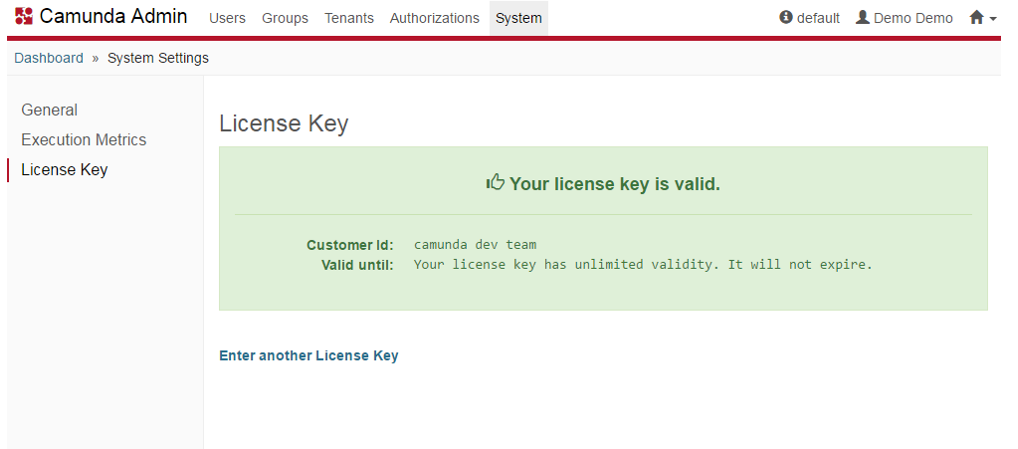 Camunda Admin Users Groups Tenants Authorizations System default Demo Demo
Dashboard » System Settings
General
Execution Metrics
License Key
License Key
Your license key is valid.
Customer Id: camunda dev team
Valid until: Your license key has unlimited validity. It will not expire.
Enter another License Key